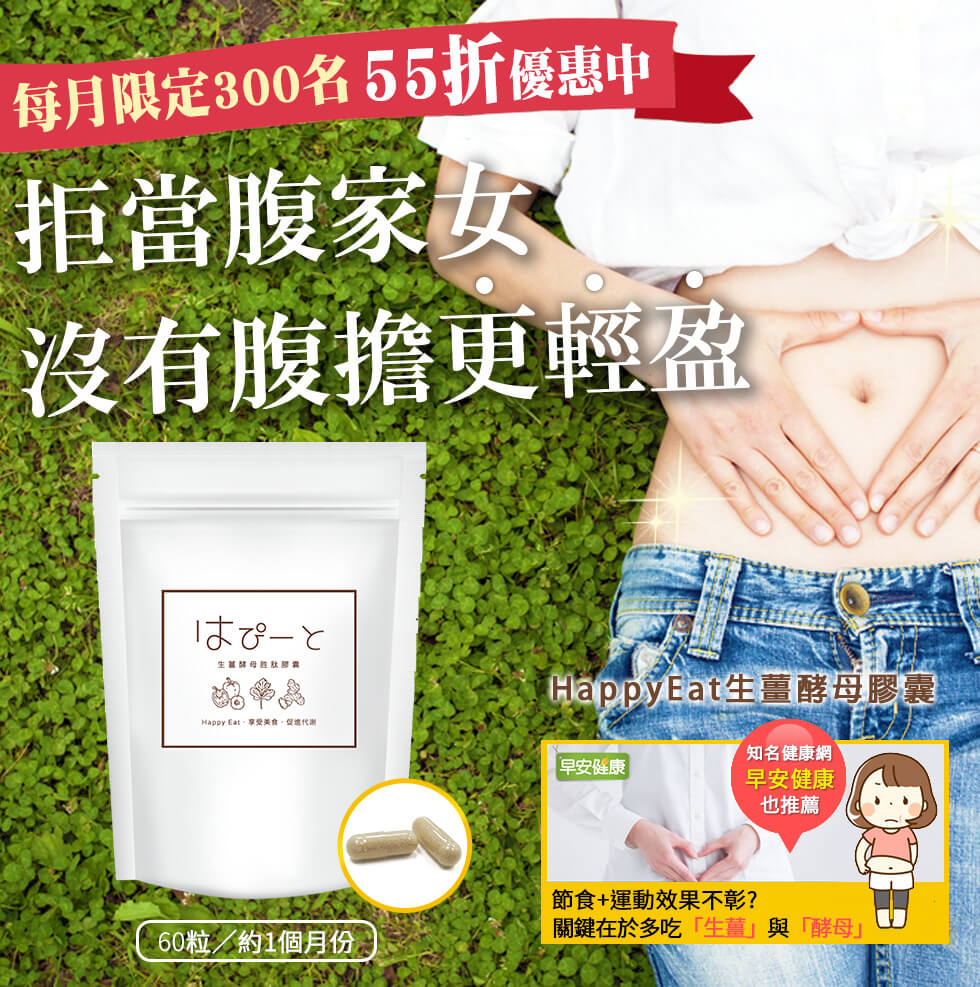 每月限定300名 55折優惠中
拒當腹家女
沒有腹擔更輕盈
はぴーと
生薑酵母胜肽膠囊
Happy Eat・享受美食・促進代謝
60粒／約1個月份
HappyEat生薑酵母膠囊
早安健康
知名健康網
早安健康
也推薦
節食+運動效果不彰?
關鍵在於多吃「生薑」與「酵母」